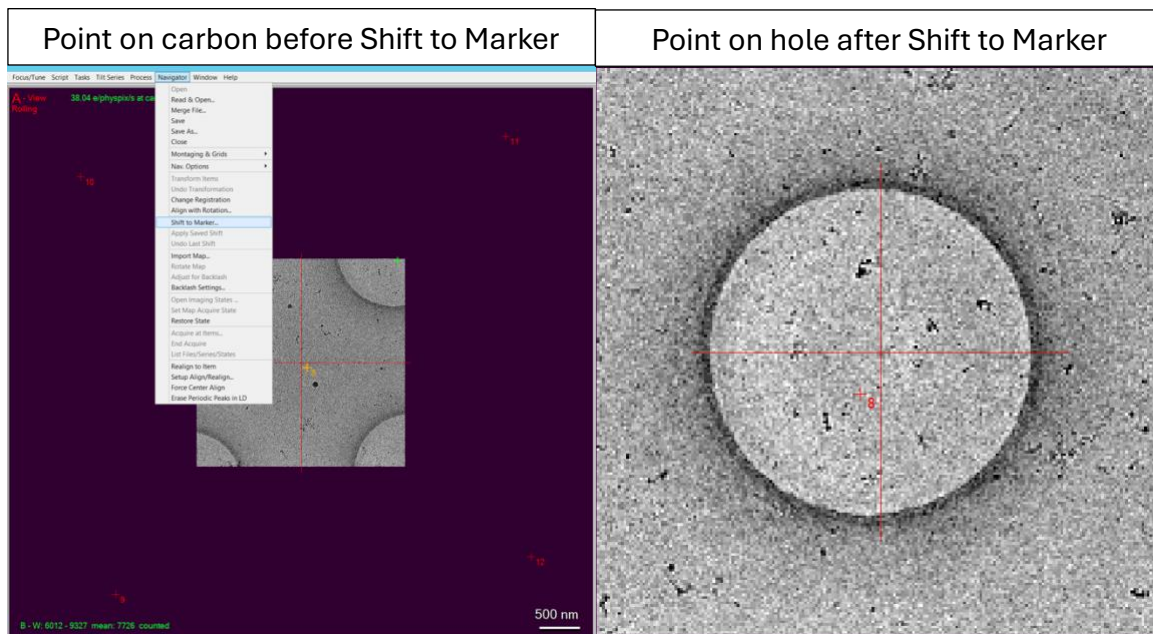 Point on carbon before Shift to Marker
Point on hole after Shift to Marker
Focus/Tune Script Tasks Tilt Series Process Navigator Window Help
A - View
Rolling
38.04 e/physpix/s at
Open
Read & Open...
Merge File...
Save
Save As...
Close
Montaging & Grids
Nav. Options
Transform Items
Undo Transformation
Change Registration
Align with Rotation...
Shift to Marker...
Apply Saved Shift
Undo Last Shift
Import Map...
Rotate Map
Adjust for Backlash
Backlash Settings...
Open Imaging States ...
Set Map Acquire State
Restore State
Acquire at Items...
End Acquire
List Files/Series/States
Realign to Item
Setup Align/Realign...
Force Center Align
Erase Periodic Peaks in LD
10
11
12
9
B - W: 6012 - 9327 mean: 7726 counted
500 nm
8